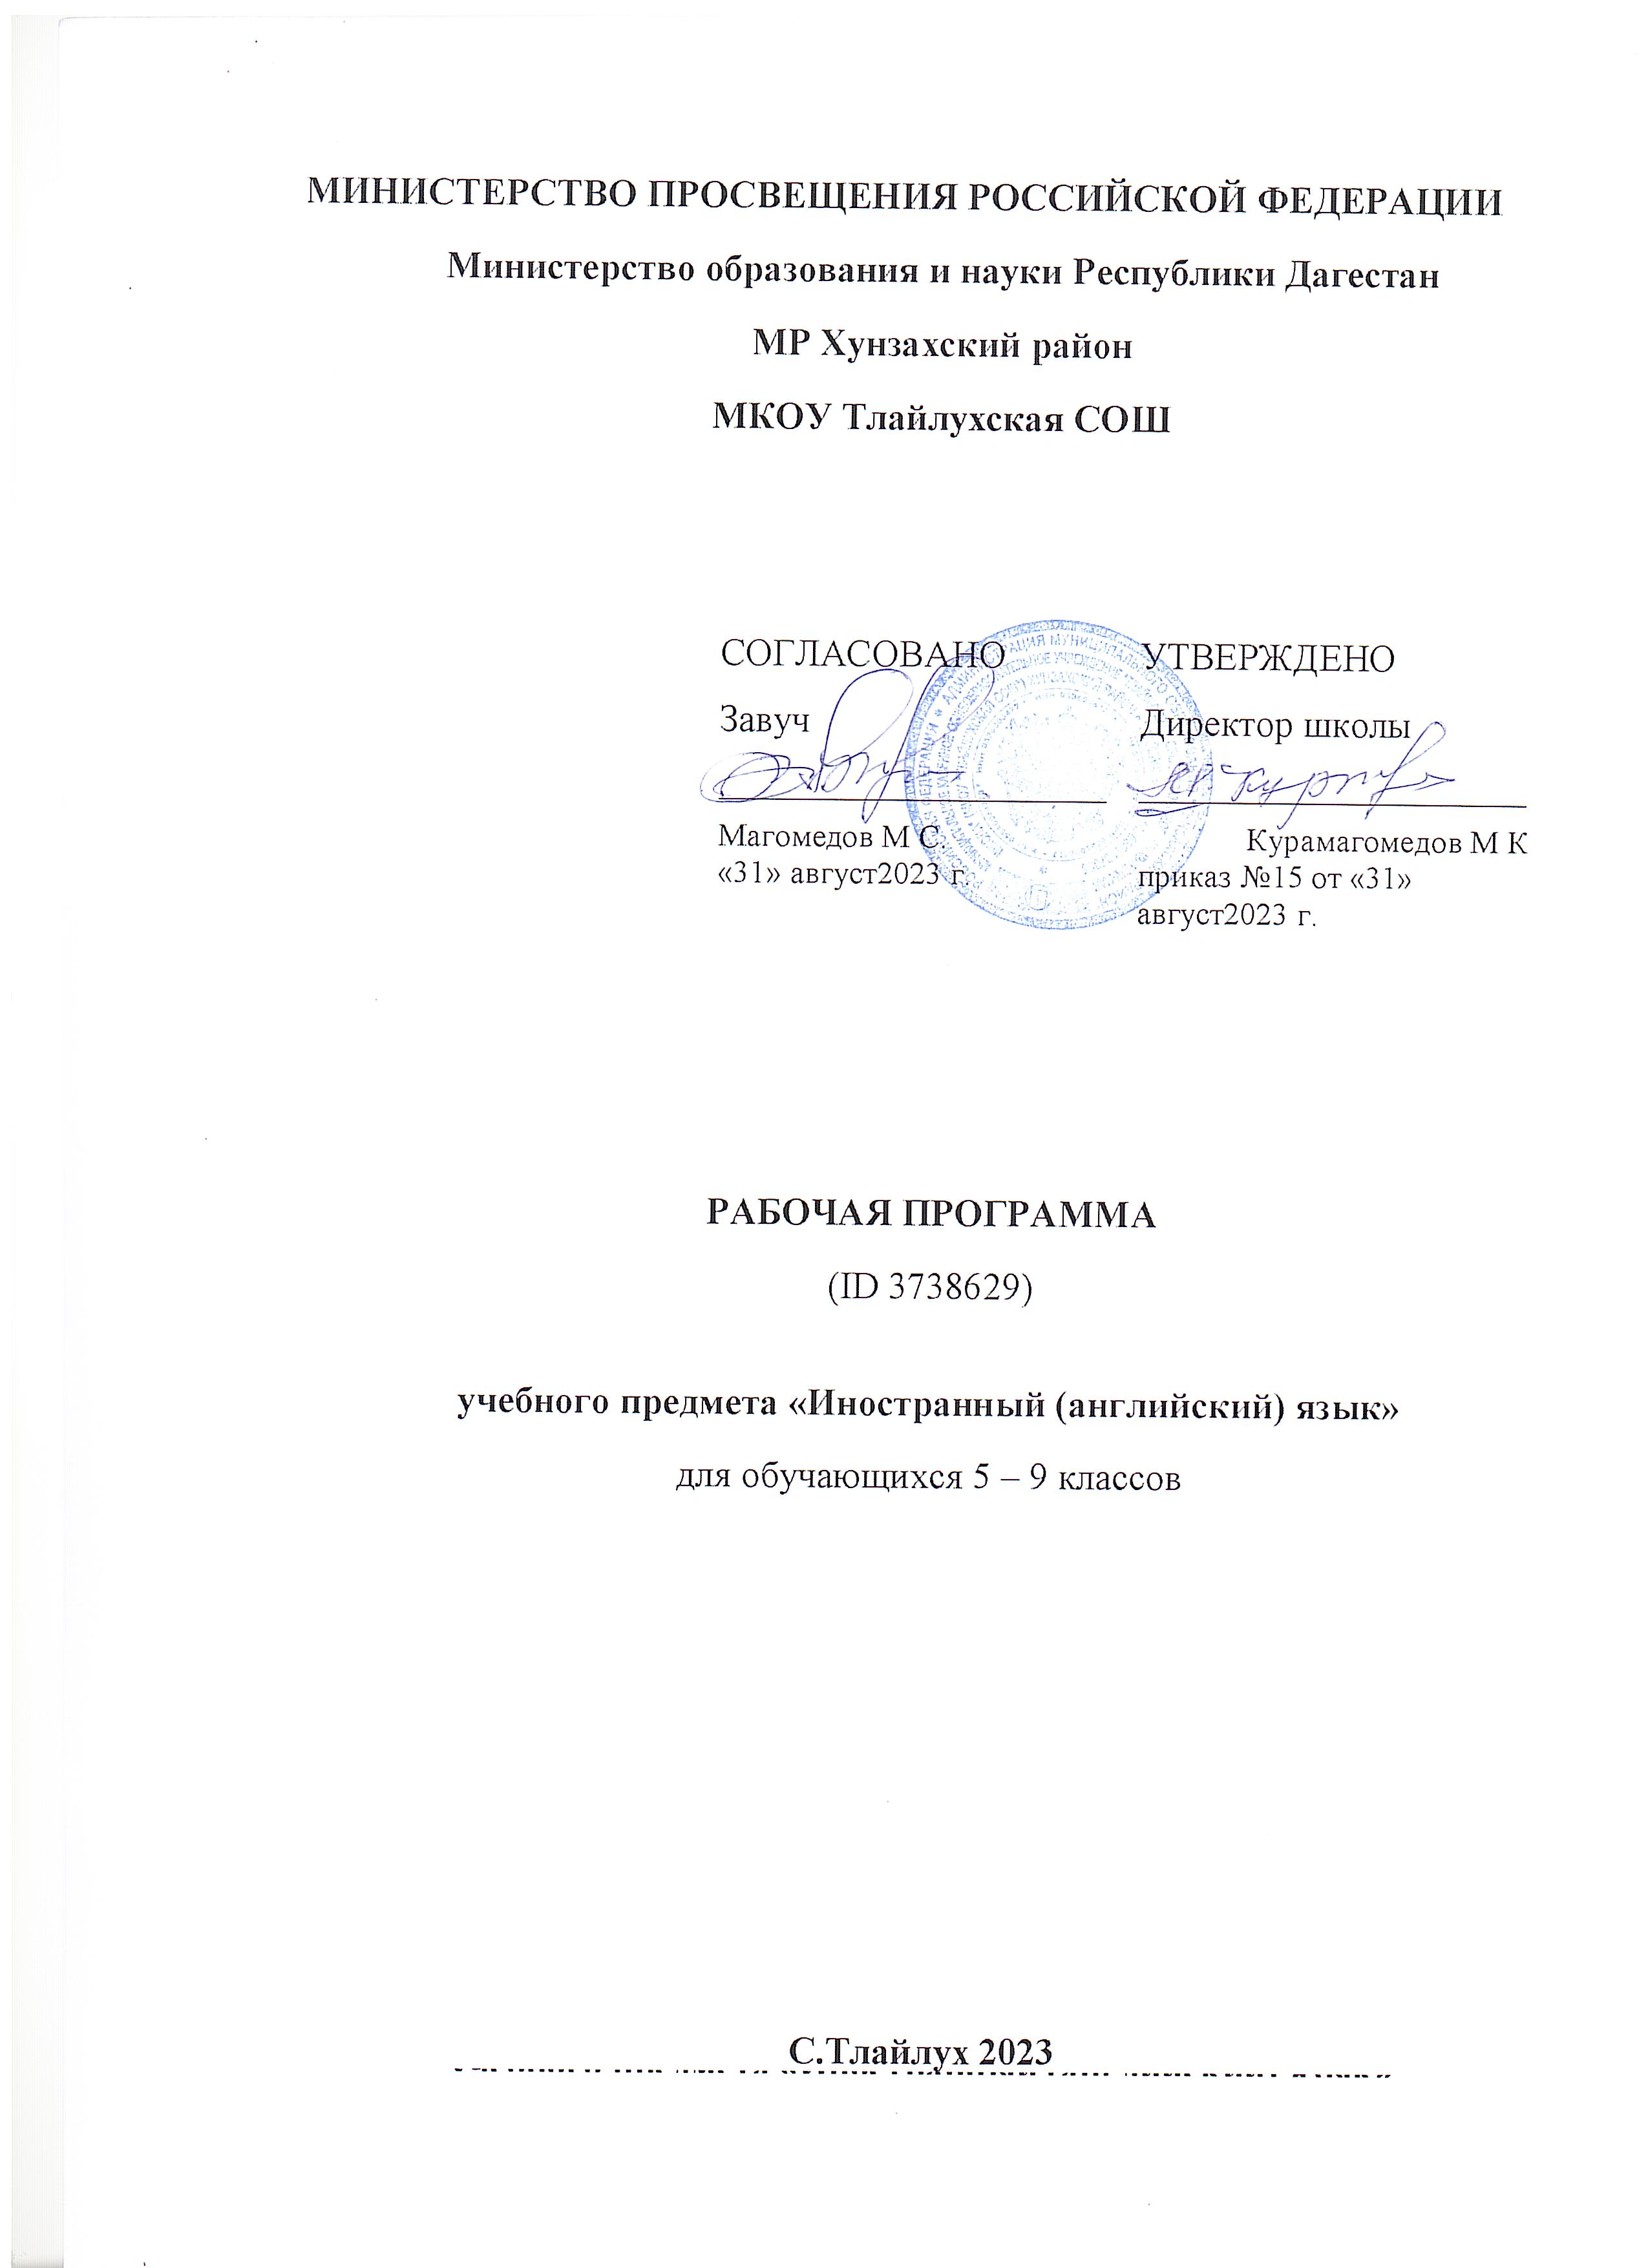 МИНИСТЕРСТВО ПРОСВЕЩЕНИЯ РОССИЙСКОЙ ФЕДЕРАЦИИ
Министерство образования и науки Республики Дагестан
МР Хунзахский район
МКОУ Тлайлухская СОШ
СОГЛАСОВАНО
Завуч
Магомедов М С.
«31» август2023 г.
УТВЕРЖДЕНО
Директор школы
Курамагомедов М К
приказ №15 от «31»
август2023 г.
РАБОЧАЯ ПРОГРАММА
(ID 3738629)
учебного предмета «Иностранный (английский) язык»
для обучающихся 5 – 9 классов
С.Тлайлух 2023